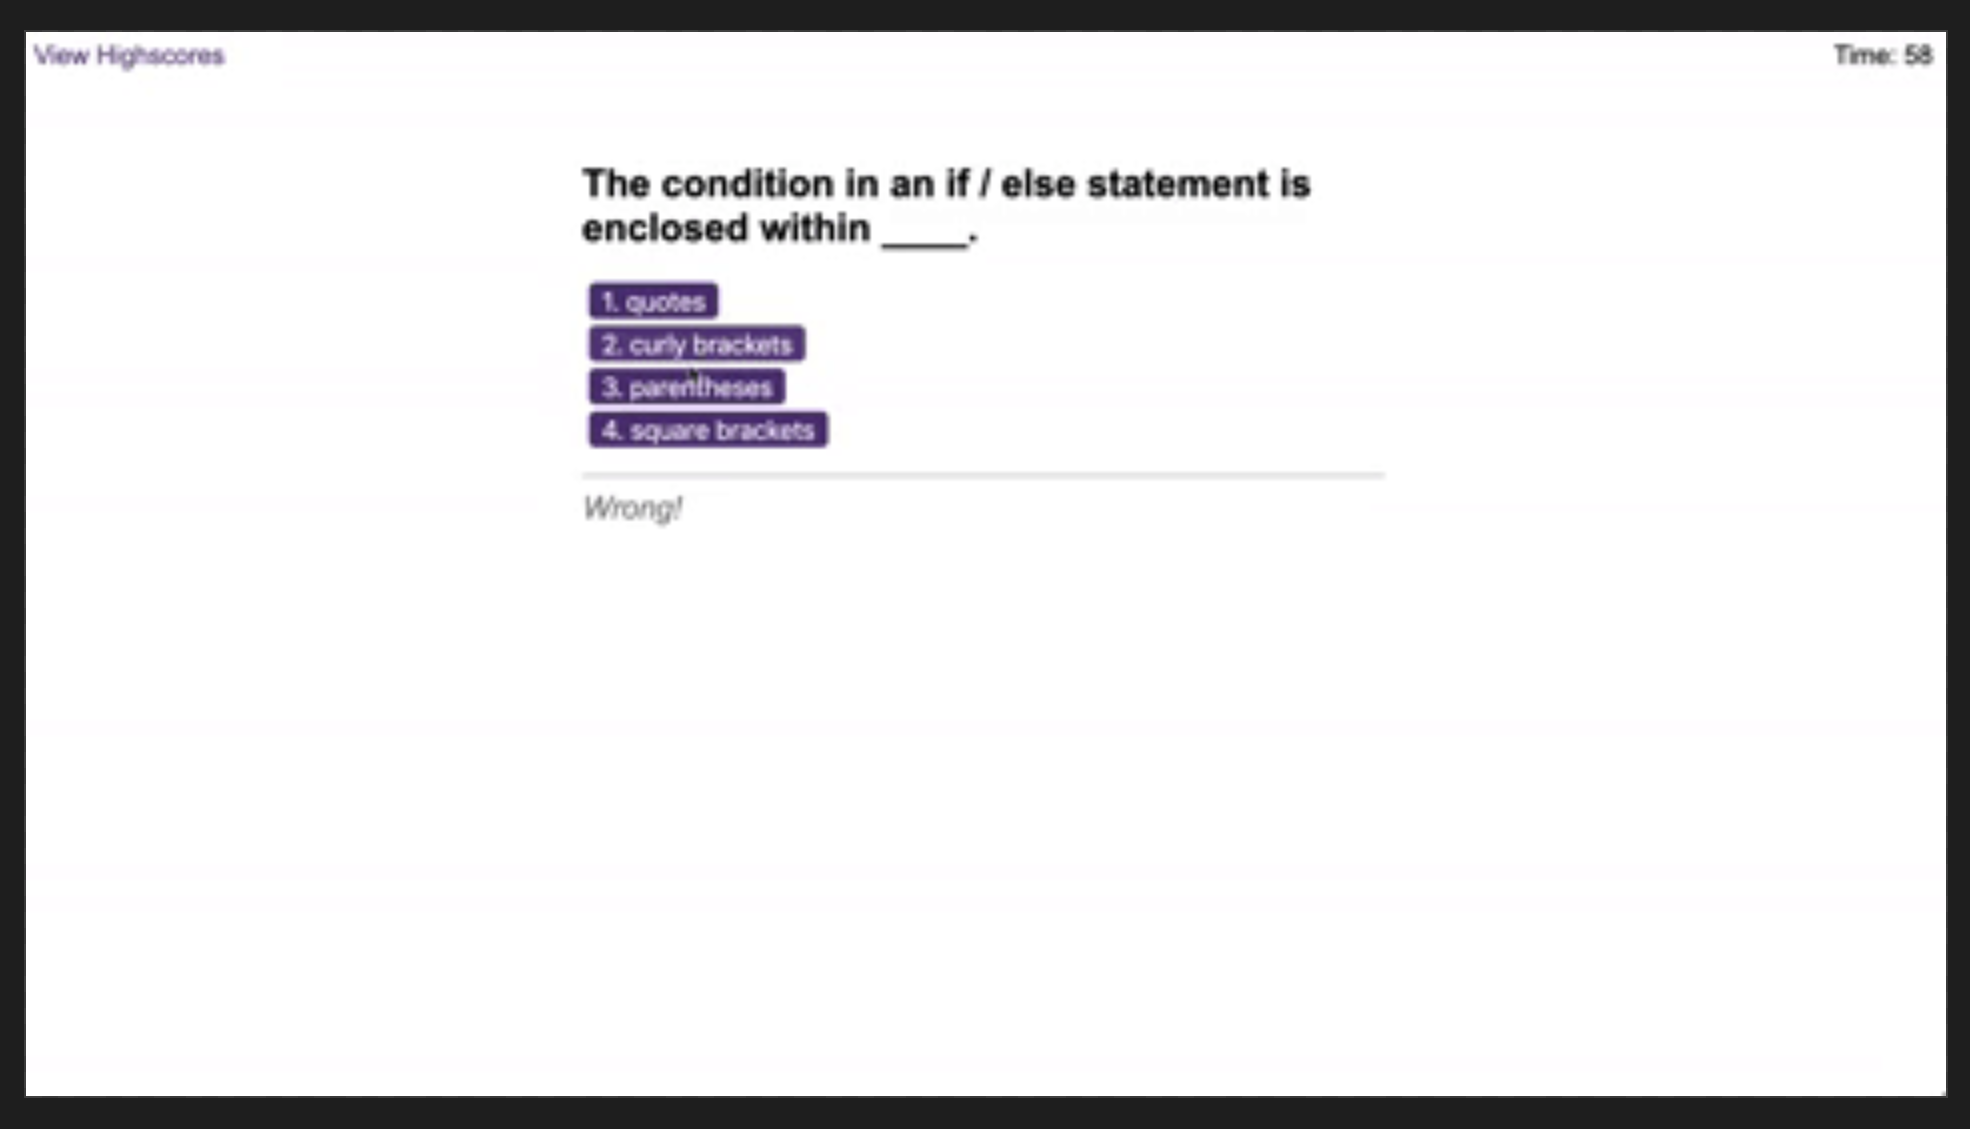 View Highscores
Time: 58
The condition in an if / else statement is
enclosed within ____.
1. quotes
2. curly brackets
3. parentheses
4. square brackets
Wrong!